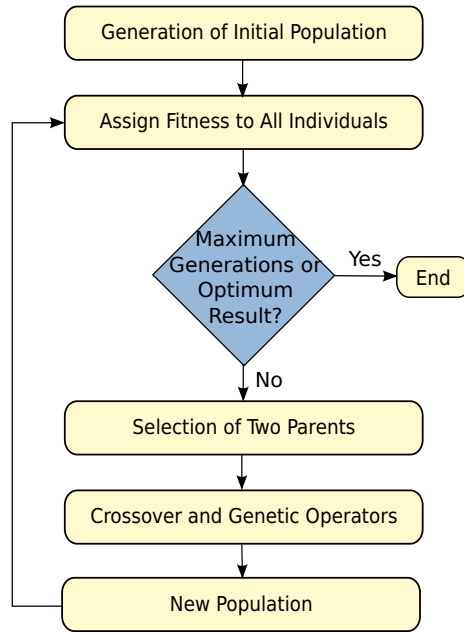 Generation of Initial Population
Assign Fitness to All Individuals
Maximum
Generations or
Optimum
Result?
Yes
End
No
Selection of Two Parents
Crossover and Genetic Operators
New Population